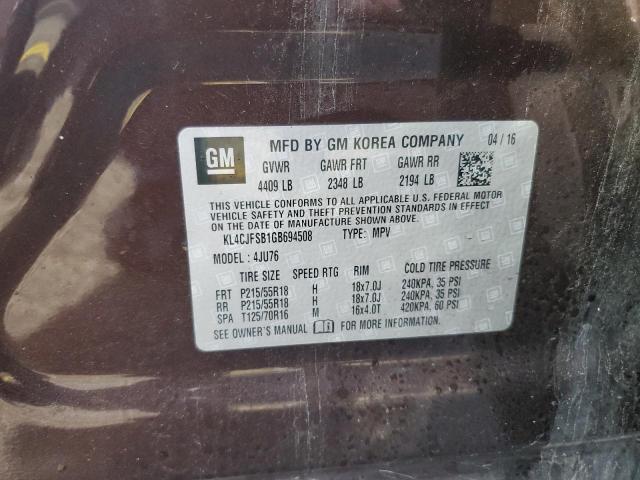 GM
MFD BY GM KOREA COMPANY 04 / 16
GVWR GAWR FRT GAWR RR
4409 LB 2348 LB 2194 LB
THIS VEHICLE CONFORMS TO ALL APPLICABLE U.S. FEDERAL MOTOR
VEHICLE SAFETY AND THEFT PREVENTION STANDARDS IN EFFECT
ON THE DATE OF MANUFACTURE SHOWN ABOVE.
KL4CJFSB1GB694508 TYPE: MPV
MODEL : 4JU76
TIRE SIZE SPEED RTG RIM COLD TIRE PRESSURE
FRT P215/55R18 H 18x7.0J 240KPA, 35 PSI
RR P215/55R18 H 18x7.0J 240KPA, 35 PSI
SPA T125/70R16 M 16x4.0T 420KPA, 60 PSI
SEE OWNER'S MANUAL FOR MORE INFORMATION.